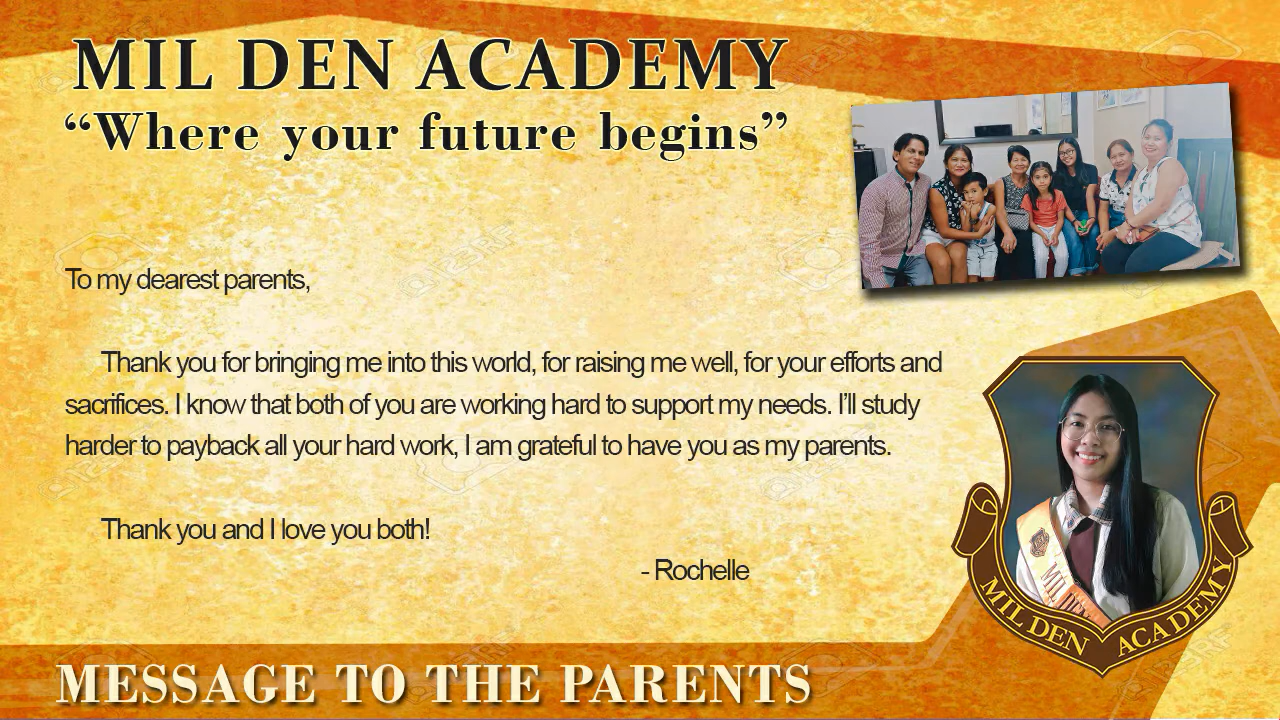 MIL DEN ACADEMY
“Where your future begins”
To my dearest parents,
Thank you for bringing me into this world, for raising me well, for your efforts and
sacrifices. I know that both of you are working hard to support my needs. I’ll study
harder to payback all your hard work, I am grateful to have you as my parents.
Thank you and I love you both!
- Rochelle
MIL DEN ACADEMY
MESSAGE TO THE PARENTS